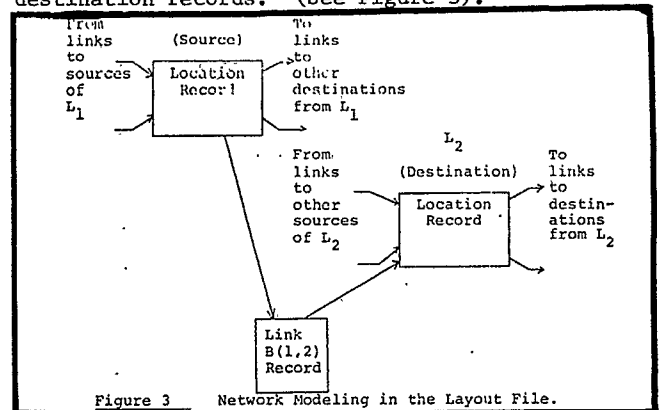 destination records. (See Figure 3).
From
links
to
sources
of
L1
(Source)
Location
Record
To
links
to
other
destinations
from L1
From
links
to
other
sources
of L2
L2
(Destination)
Location
Record
To
links
to
destin-
ations
from L2
Link
B(1,2)
Record
Figure 3 Network Modeling in the Layout File.